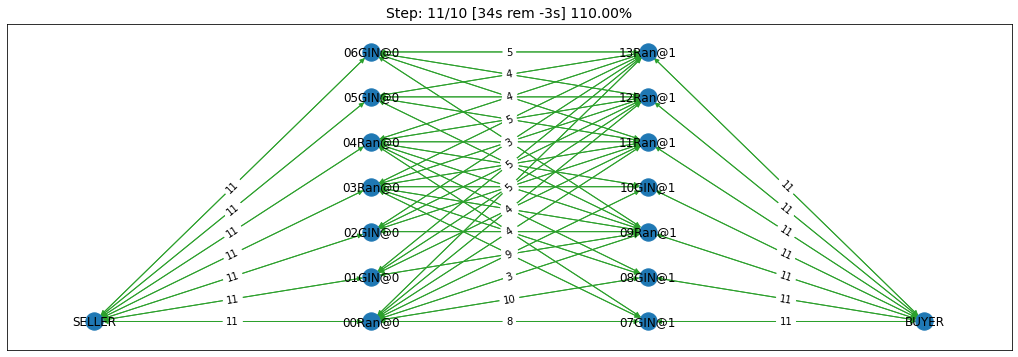 Step: 11/10 [34s rem -3s] 110.00%
06GIN@0 5 13Ran@1
4
05GIN@0 4 12Ran@1
5
04Ran@0 3 11Ran@1
5
11 03Ran@0 5 10GIN@1 11
11 4 11
11 02GIN@0 4 09Ran@1 11
11 9 11
11 01GIN@0 3 08GIN@1 11
11 10 11
SELLER 11 00Ran@0 8 07GIN@1 11 BUYER